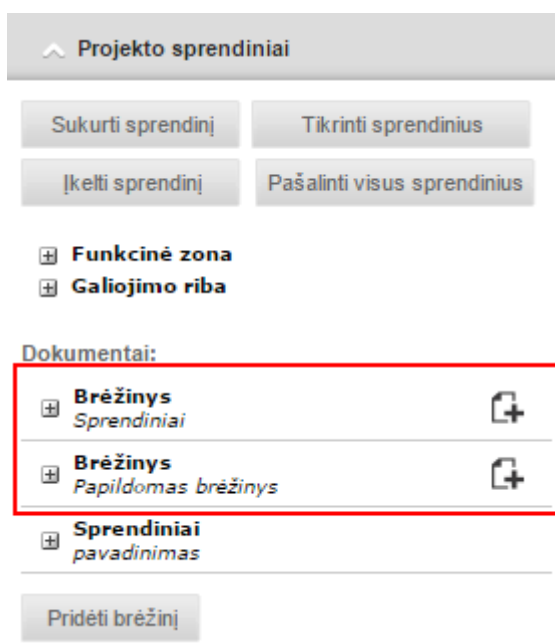 Projekto sprendiniai
Sukurti sprendinį Tikrinti sprendinius
Įkelti sprendinį Pašalinti visus sprendinius
Funkcinė zona
Galiojimo riba
Dokumentai:
Brėžinys
Sprendiniai
Brėžinys
Papildomas brėžinys
Sprendiniai
pavadinimas
Pridėti brėžinį